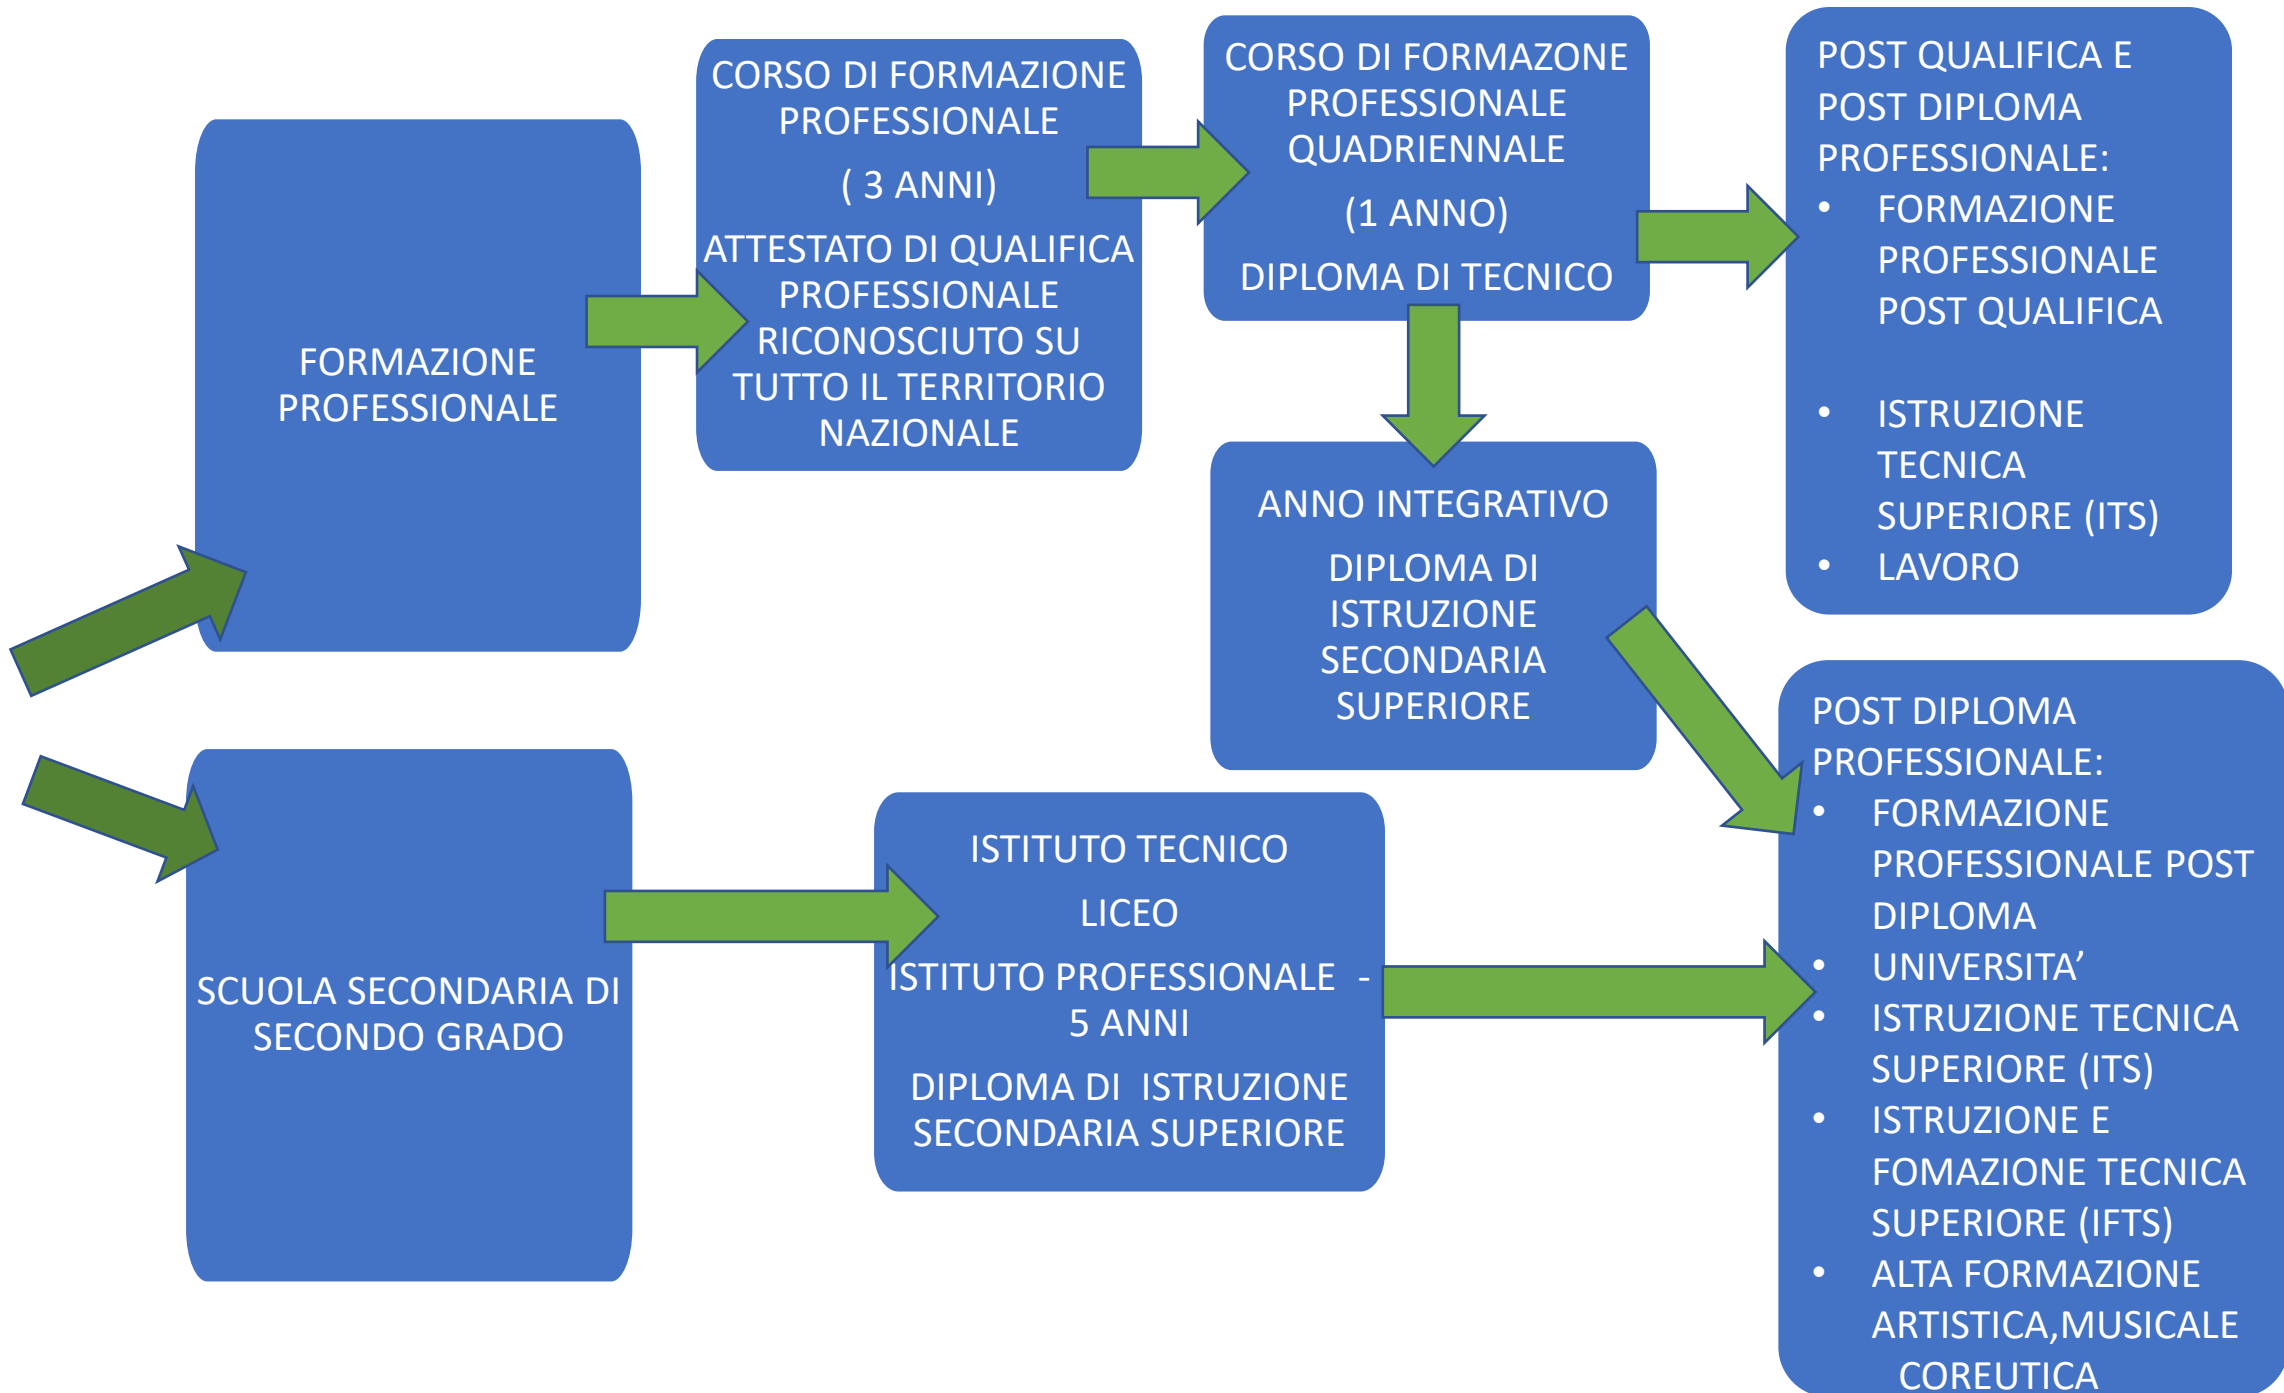 FORMAZIONE
PROFESSIONALE
CORSO DI FORMAZIONE
PROFESSIONALE
( 3 ANNI)
ATTESTATO DI QUALIFICA
PROFESSIONALE
RICONOSCIUTO SU
TUTTO IL TERRITORIO
NAZIONALE
CORSO DI FORMAZONE
PROFESSIONALE
QUADRIENNALE
(1 ANNO)
DIPLOMA DI TECNICO
POST QUALIFICA E
POST DIPLOMA
PROFESSIONALE:
• FORMAZIONE
PROFESSIONALE
POST QUALIFICA
• ISTRUZIONE
TECNICA
SUPERIORE (ITS)
• LAVORO
ANNO INTEGRATIVO
DIPLOMA DI
ISTRUZIONE
SECONDARIA
SUPERIORE
SCUOLA SECONDARIA DI
SECONDO GRADO
ISTITUTO TECNICO
LICEO
ISTITUTO PROFESSIONALE -
5 ANNI
DIPLOMA DI ISTRUZIONE
SECONDARIA SUPERIORE
POST DIPLOMA
PROFESSIONALE:
• FORMAZIONE
PROFESSIONALE POST
DIPLOMA
• UNIVERSITA’
• ISTRUZIONE TECNICA
SUPERIORE (ITS)
• ISTRUZIONE E
FOMAZIONE TECNICA
SUPERIORE (IFTS)
• ALTA FORMAZIONE
ARTISTICA,MUSICALE
COREUTICA